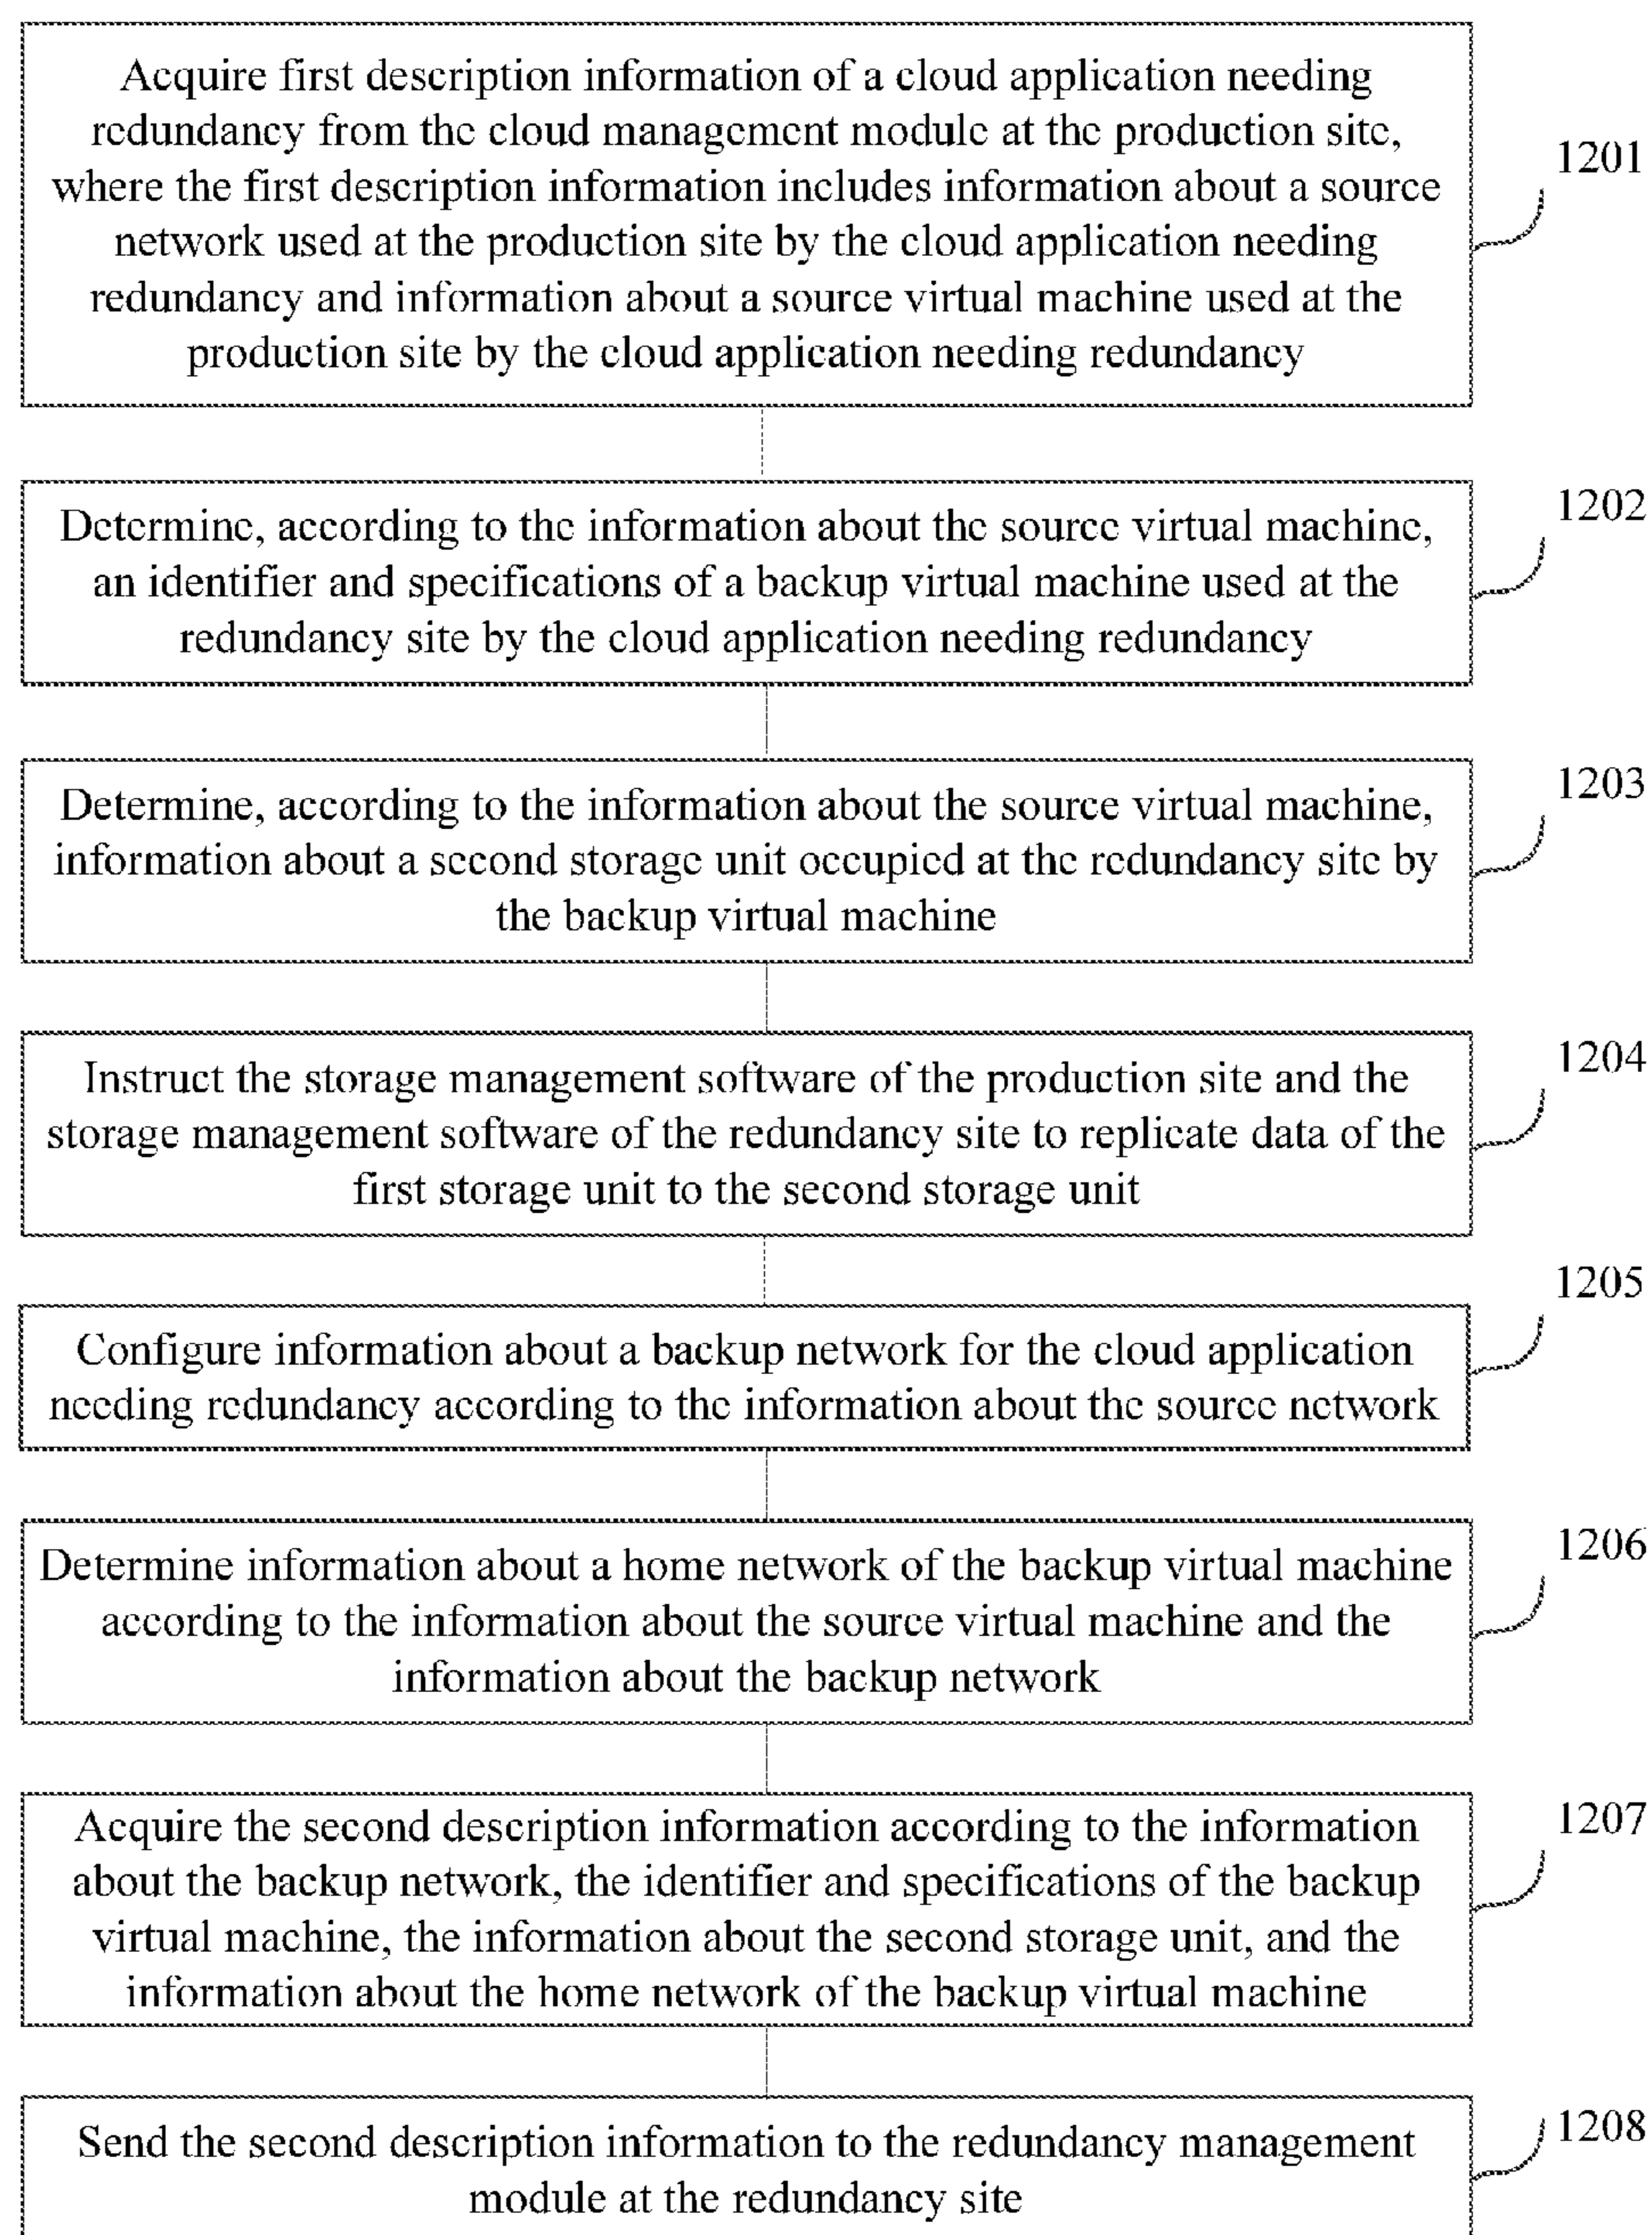 Acquire first description information of a cloud application needing
redundancy from the cloud management module at the production site,
where the first description information includes information about a source
network used at the production site by the cloud application needing
redundancy and information about a source virtual machine used at the
production site by the cloud application needing redundancy
1201
Determine, according to the information about the source virtual machine,
an identifier and specifications of a backup virtual machine used at the
redundancy site by the cloud application needing redundancy
1202
Determine, according to the information about the source virtual machine,
information about a second storage unit occupied at the redundancy site by
the backup virtual machine
1203
Instruct the storage management software of the production site and the
storage management software of the redundancy site to replicate data of the
first storage unit to the second storage unit
1204
Configure information about a backup network for the cloud application
needing redundancy according to the information about the source network
1205
Determine information about a home network of the backup virtual machine
according to the information about the source virtual machine and the
information about the backup network
1206
Acquire the second description information according to the information
about the backup network, the identifier and specifications of the backup
virtual machine, the information about the second storage unit, and the
information about the home network of the backup virtual machine
1207
Send the second description information to the redundancy management
module at the redundancy site
1208